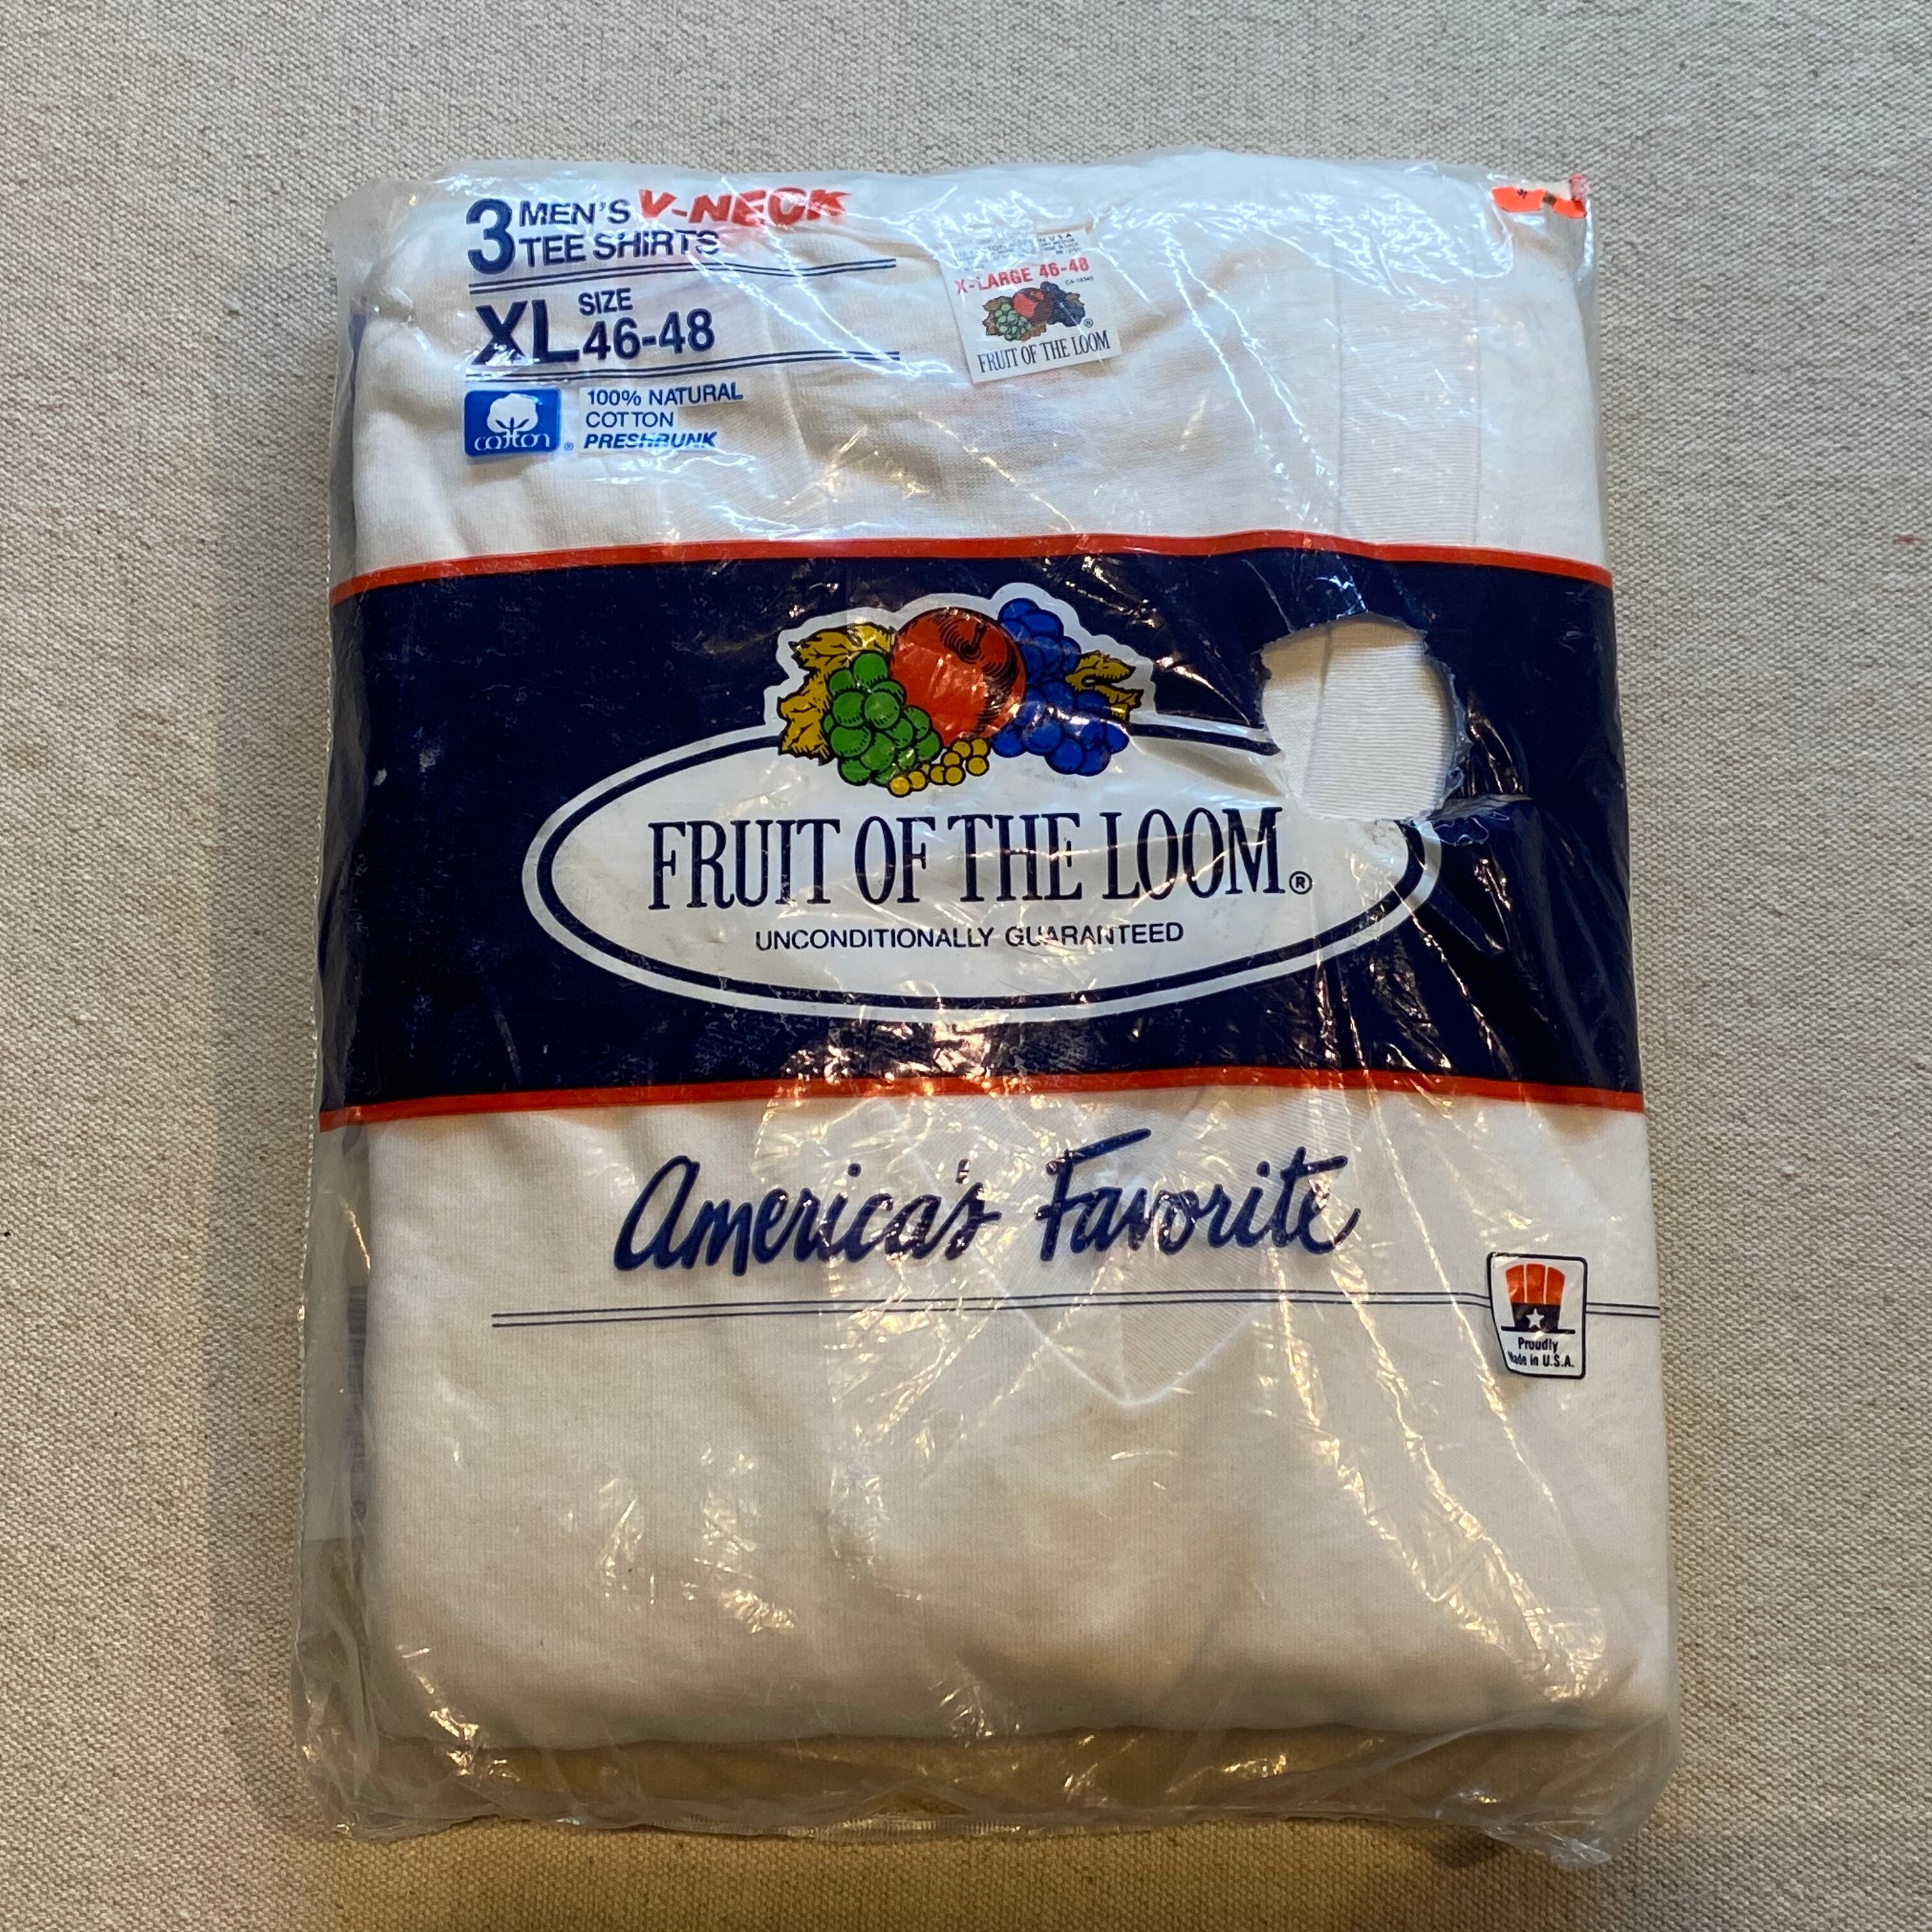 3 MEN'S V-NECK
TEE SHIRTS
XL SIZE
46-48
cotton ®
100% NATURAL
COTTON
PRESHRUNK
X-LARGE 46-48
®
FRUIT OF THE LOOM
FRUIT OF THE LOOM®
UNCONDITIONALLY GUARANTEED
America's Favorite
Proudly
Made in U.S.A.